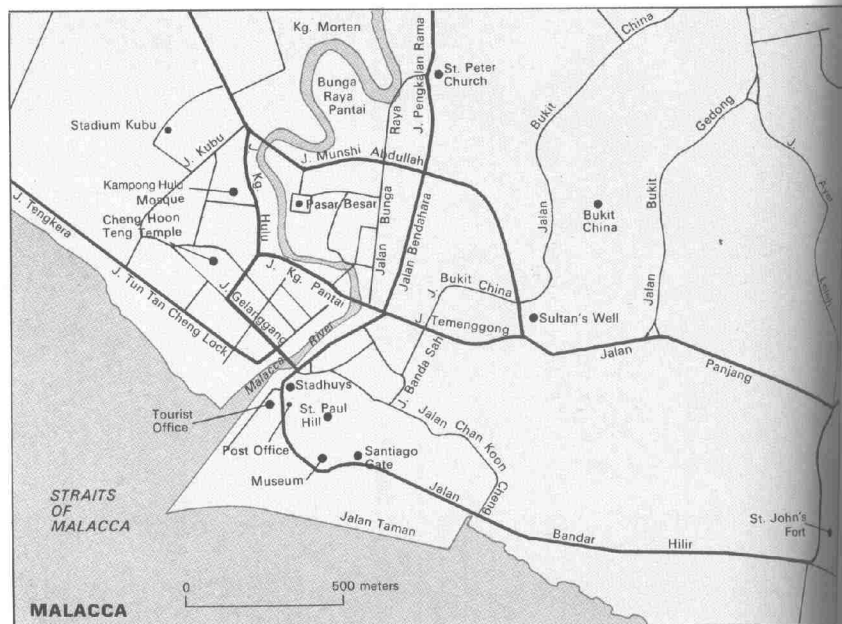 Kg. Morten
China
Bunga
Raya
Pantai
Raya
J. Pengkalan Rama
St. Peter
Church
Bukit
Gedong
Stadium Kubu
J. Kubu
J. Munshi Abdullah
J.
Kg.
Hulu
J.
Ayer
Leleh
Kampong Hulu
Mosque
Pasar Besar
Bunga
Jalan
Jalan Bendahara
Jalan
Bukit
China
Bukit
Jalan
J. Tengkera
Cheng Hoon
Teng Temple
J. Kg. Pantai
J. Gelanggang
J. Tun Tan Cheng Lock
J. Bukit China
J. Temenggong
Sultan's Well
Jalan
Panjang
Malacca River
J. Banda Sah
Stadhuys
Tourist
Office
St. Paul
Hill
Post Office
Jalan Chan Koon
Cheng
Museum
Santiago
Gate
Jalan
Bandar
Hilir
St. John's
Fort
STRAITS
OF
MALACCA
Jalan Taman
0
500 meters
MALACCA